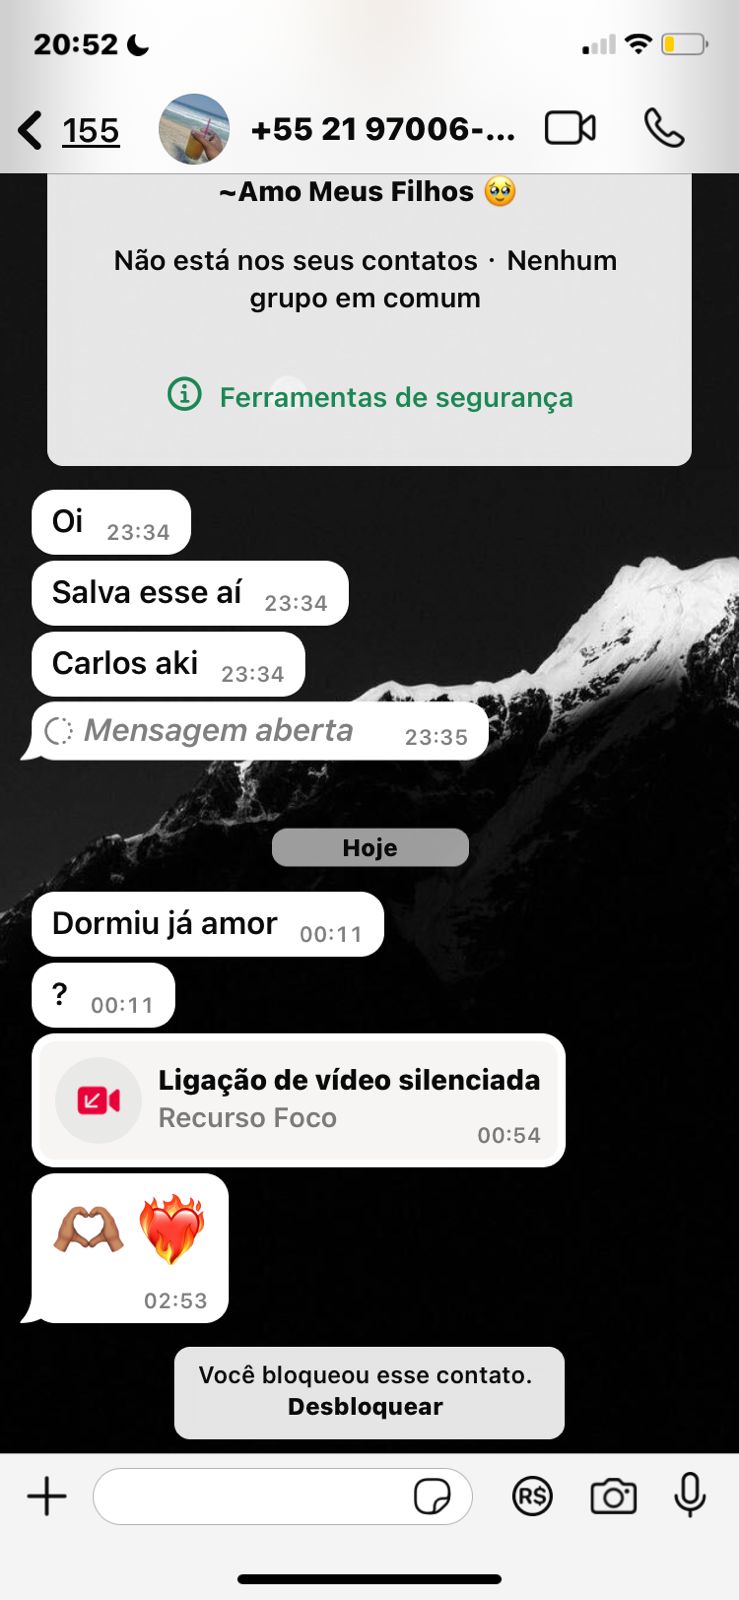 20:52
155
+55 21 97006-...
~Amo Meus Filhos 🥹
Não está nos seus contatos · Nenhum
grupo em comum
Ferramentas de segurança
Oi 23:34
Salva esse aí 23:34
Carlos aki 23:34
Mensagem aberta 23:35
Hoje
Dormiu já amor 00:11
? 00:11
Ligação de vídeo silenciada
Recurso Foco
00:54
🫶🏽 ❤️‍🔥
02:53
Você bloqueou esse contato.
Desbloquear
R$